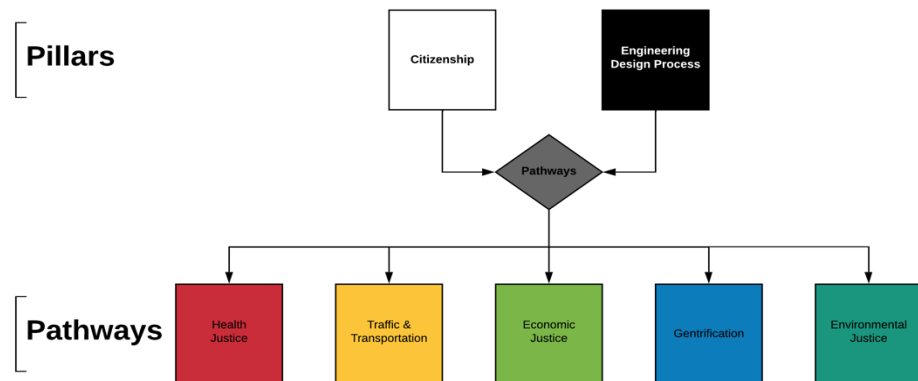 Pillars
Citizenship
Engineering
Design Process
Pathways
Pathways
Health
Justice
Traffic &
Transportation
Economic
Justice
Gentrification
Environmental
Justice